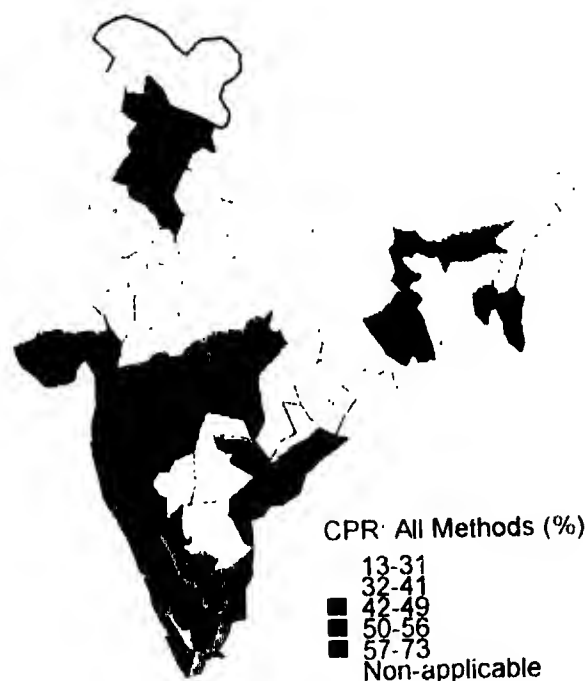 CPR: All Methods (%)
13-31
32-41
42-49
50-56
57-73
Non-applicable